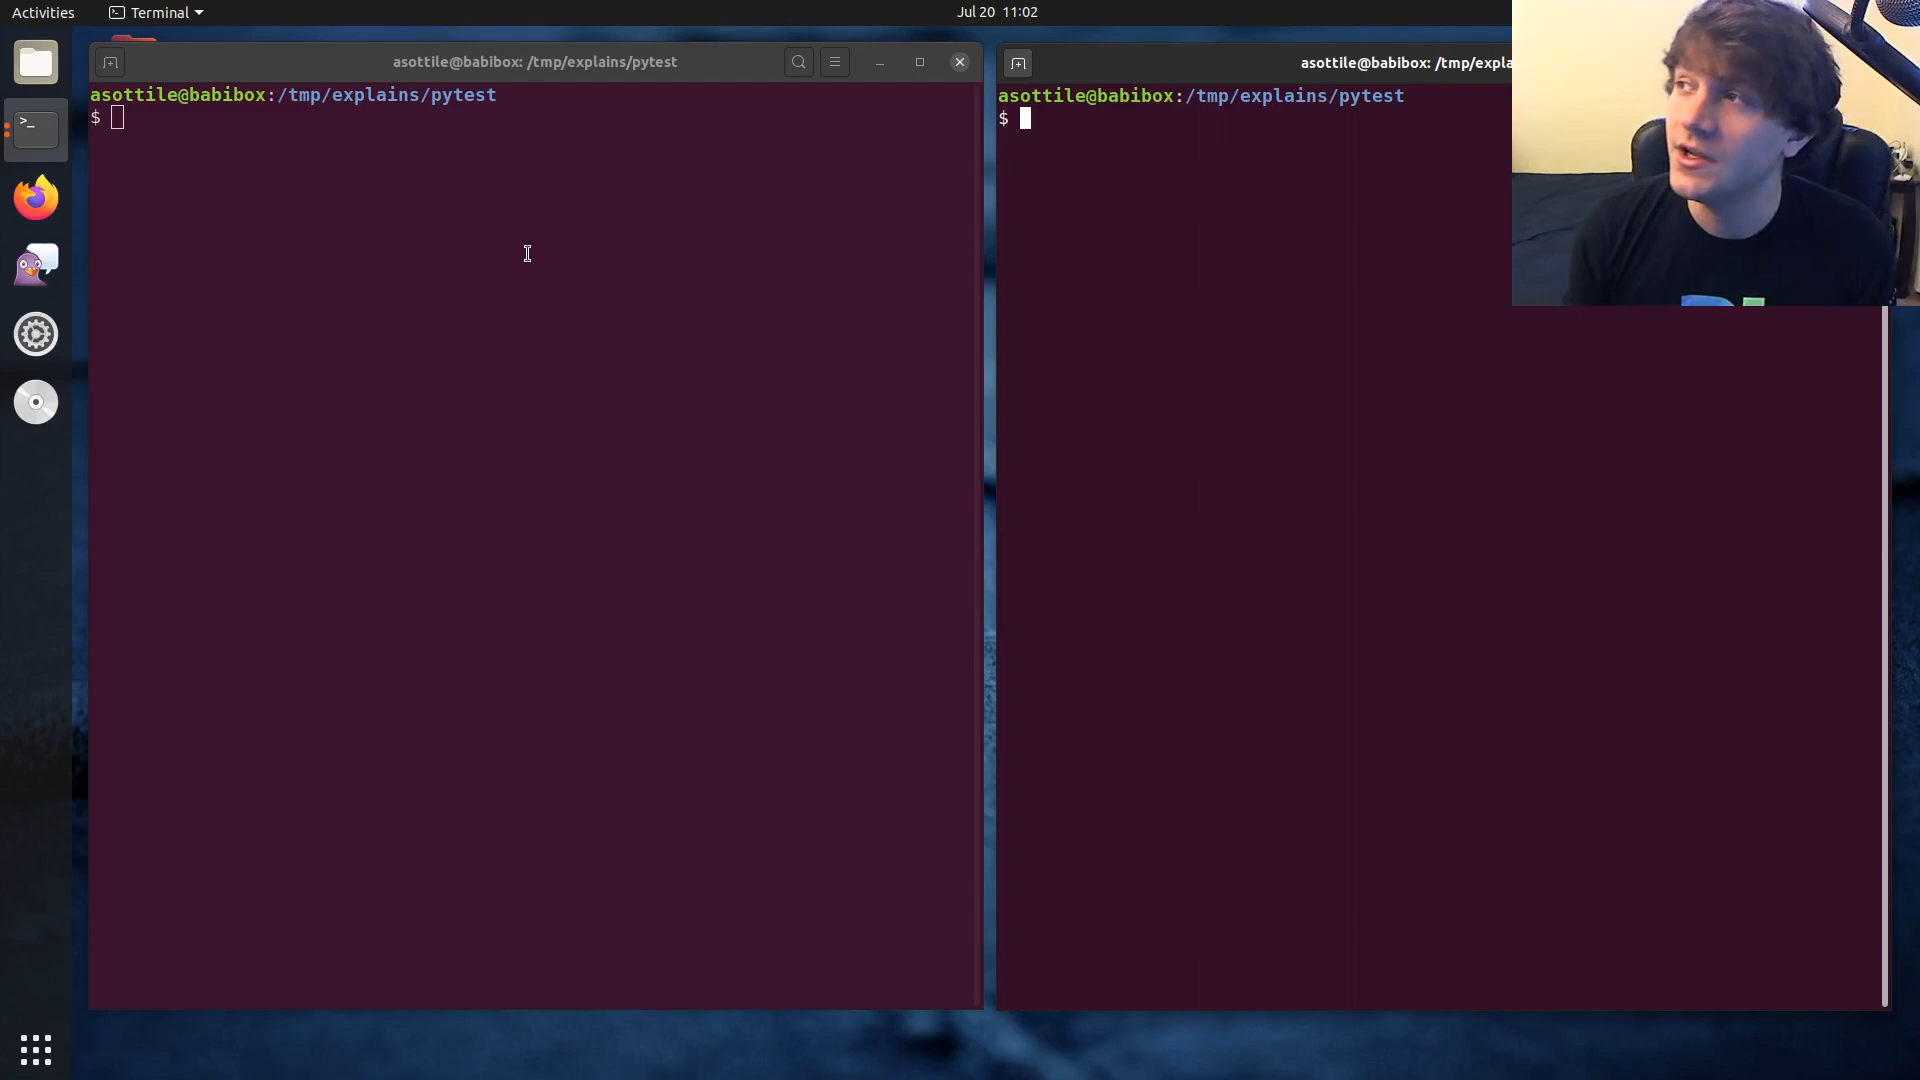 Activities
Terminal
Jul 20 11:02
asottile@babibox: /tmp/explains/pytest
asottile@babibox:/tmp/explains/pytest
$
asottile@babibox: /tmp/expla
asottile@babibox:/tmp/explains/pytest
$